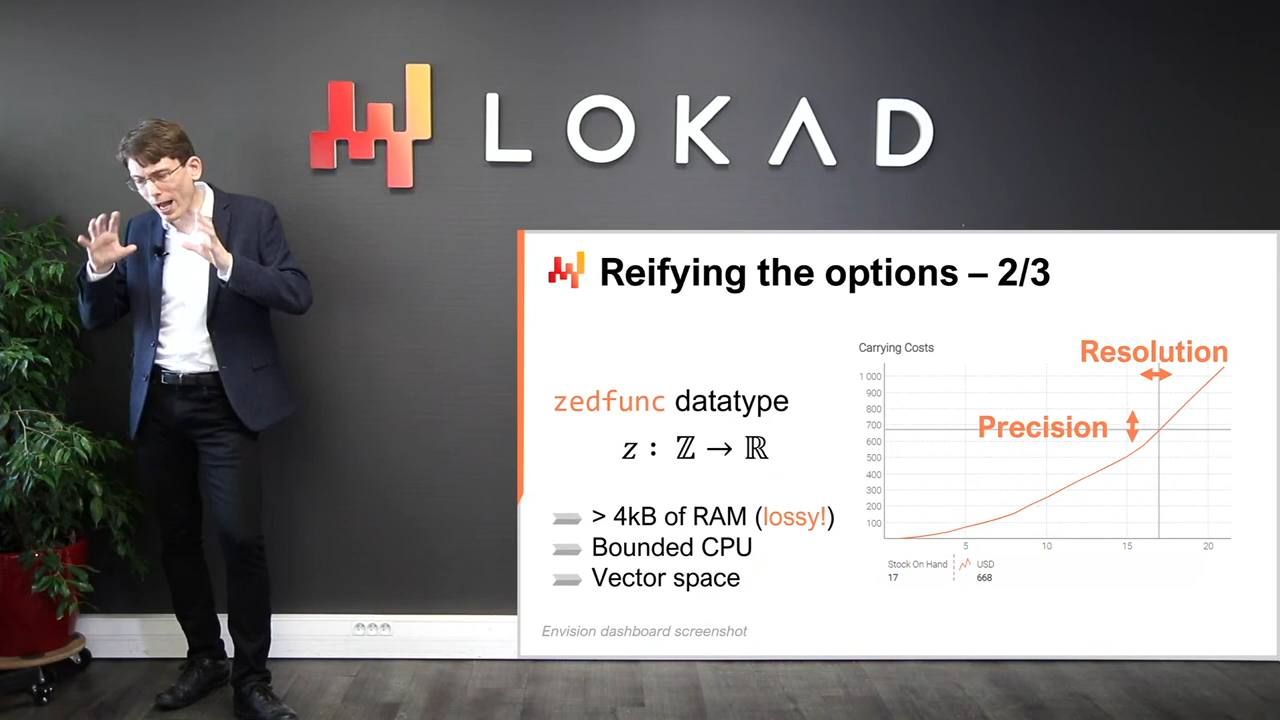 LOKAD
Reifying the options – 2/3
zedfunc datatype
z : ℤ → ℝ
> 4kB of RAM (lossy!)
Bounded CPU
Vector space
Envision dashboard screenshot
Carrying Costs
Resolution
Precision
1 000
900
800
700
600
500
400
300
200
100
5 10 15 20
Stock On Hand USD
17 668